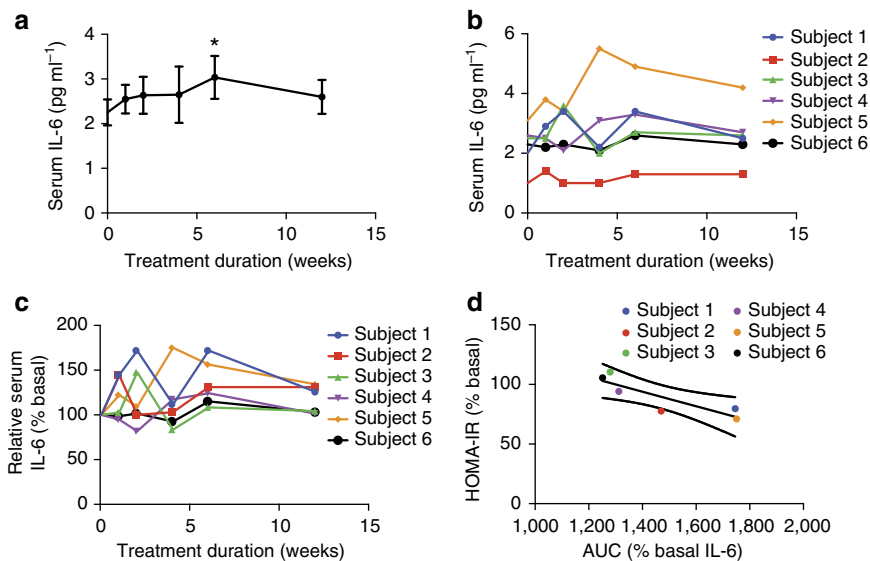 a
Serum IL-6 (pg ml⁻¹)
4
3
2
1
0
*
0
5
10
15
Treatment duration (weeks)
b
Serum IL-6 (pg ml⁻¹)
6
4
2
0
0
5
10
15
Treatment duration (weeks)
Subject 1
Subject 2
Subject 3
Subject 4
Subject 5
Subject 6
c
Relative serum
IL-6 (% basal)
200
150
100
50
0
0
5
10
15
Treatment duration (weeks)
Subject 1
Subject 2
Subject 3
Subject 4
Subject 5
Subject 6
d
Subject 1
Subject 4
Subject 2
Subject 5
Subject 3
Subject 6
HOMA-IR (% basal)
150
100
50
0
1,000
1,200
1,400
1,600
1,800
2,000
AUC (% basal IL-6)